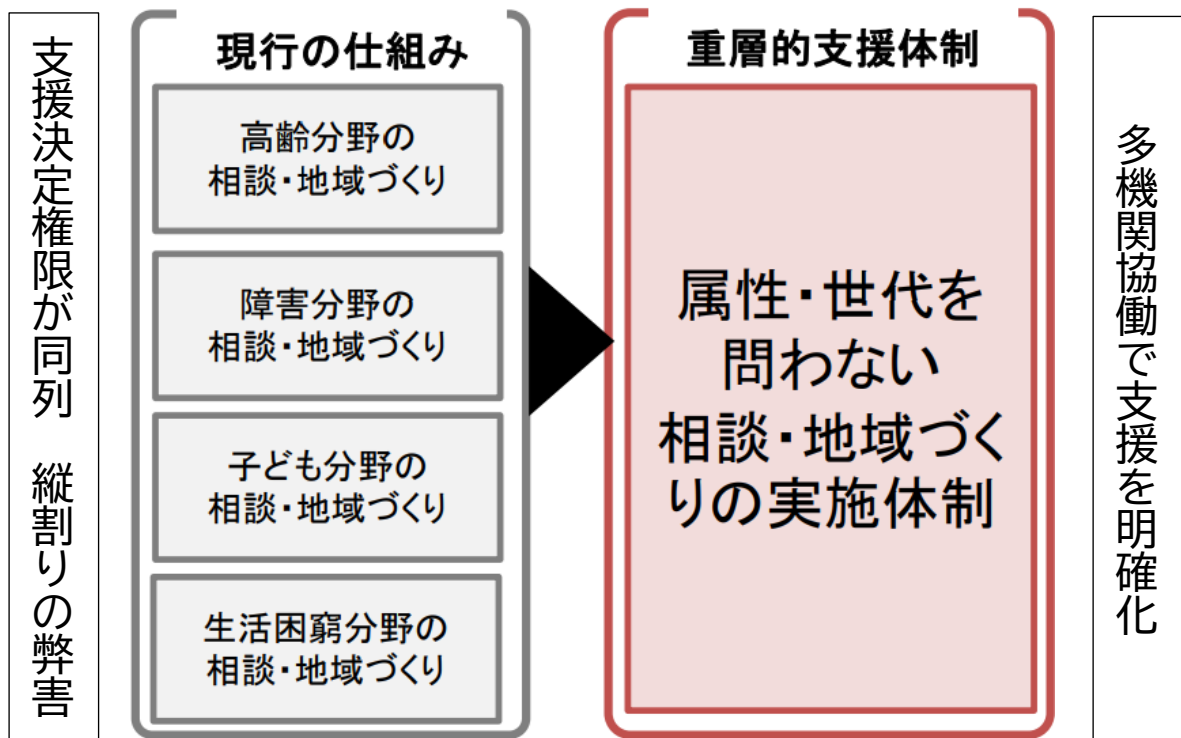 支援決定権限が同列　縦割りの弊害
現行の仕組み
高齢分野の
相談・地域づくり
障害分野の
相談・地域づくり
子ども分野の
相談・地域づくり
生活困窮分野の
相談・地域づくり
重層的支援体制
属性・世代を
問わない
相談・地域づく
りの実施体制
多機関協働で支援を明確化